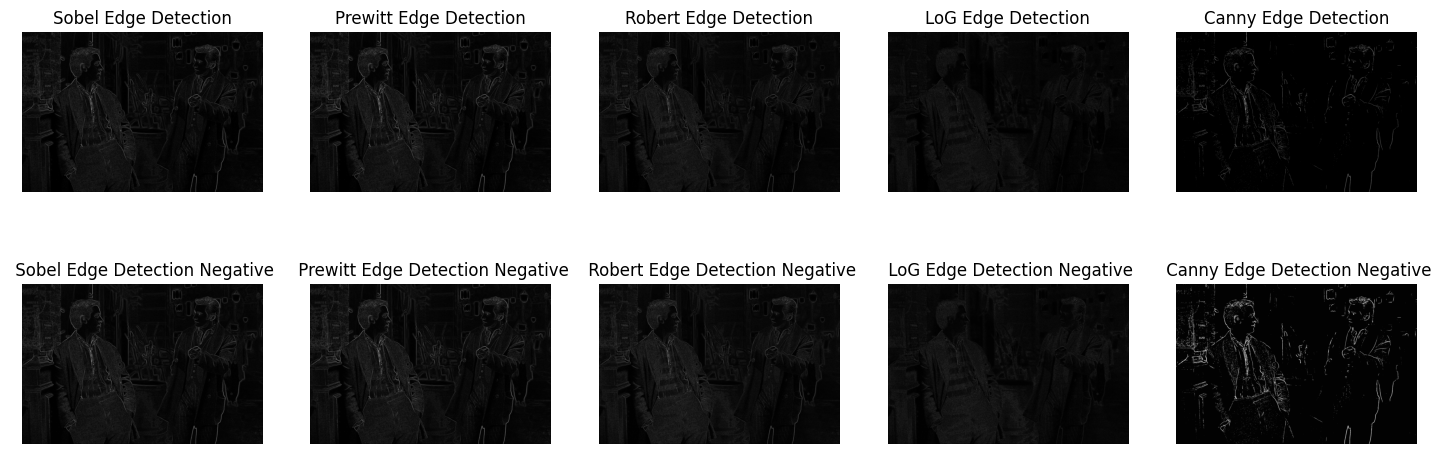 Sobel Edge Detection
Prewitt Edge Detection
Robert Edge Detection
LoG Edge Detection
Canny Edge Detection
Sobel Edge Detection Negative
Prewitt Edge Detection Negative
Robert Edge Detection Negative
LoG Edge Detection Negative
Canny Edge Detection Negative